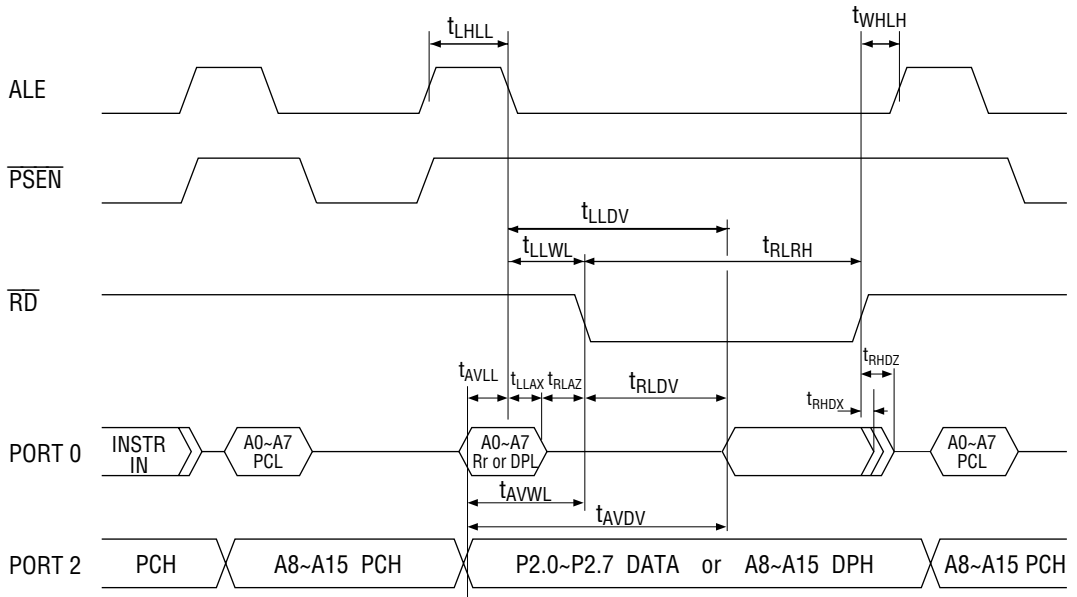 tLHLL
tWHLH
ALE
PSEN
tLLDV
tLLWL
tRLRH
RD
tAVLL
tLLAX
tRLAZ
tRLDV
tRHDZ
tRHDX
PORT 0
INSTR
IN
A0~A7
PCL
A0~A7
Rr or DPL
A0~A7
PCL
tAVWL
tAVDV
PORT 2
PCH
A8~A15 PCH
P2.0~P2.7 DATA or A8~A15 DPH
A8~A15 PCH